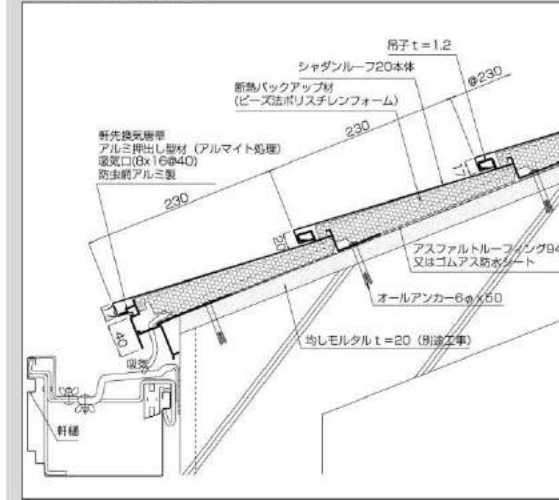 吊子t=1.2
シャダンルーフ20本体
@230
断熱バックアップ材
(ビーズ法ポリスチレンフォーム)
230
軒先換気唐草
アルミ押出し型材(アルマイト処理)
吸気口(8x16@40)
防虫網アルミ製
17
230
20
アスファルトルーフィング94
又はゴムアス防水シート
オールアンカー6φx50
40
均しモルタルt=20(別途工事)
吸気
軒樋